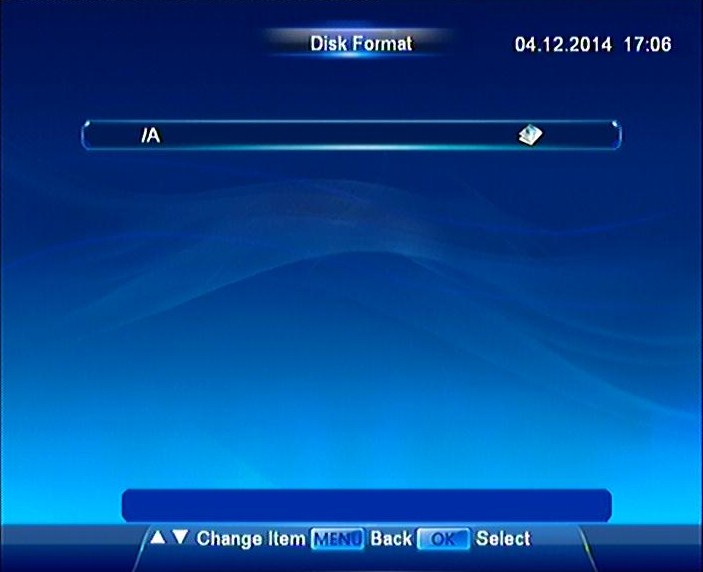 Disk Format
04.12.2014 17:06
/A
▲ ▼ Change Item MENU Back OK Select